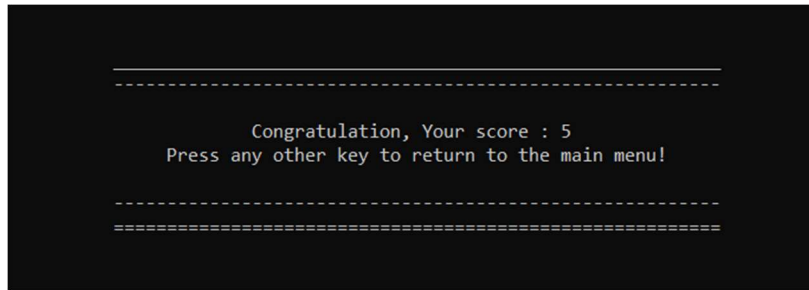 Congratulation, Your score : 5
Press any other key to return to the main menu!